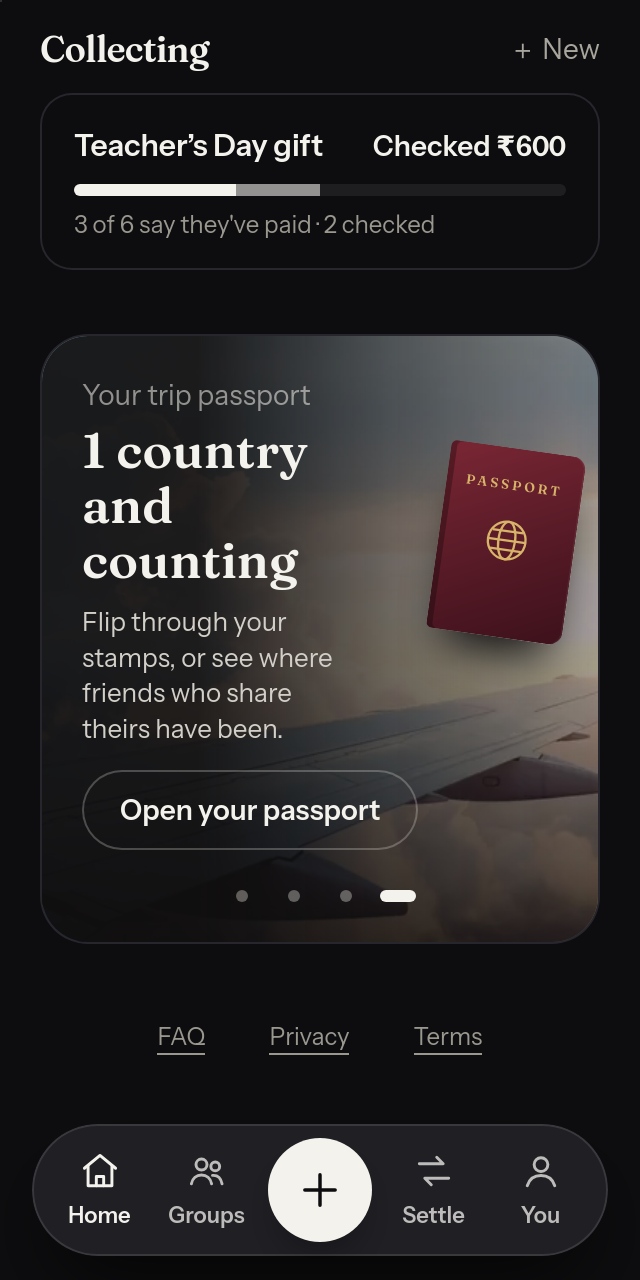 Collecting
+ New
Teacher’s Day gift
Checked ₹600
3 of 6 say they've paid · 2 checked
Your trip passport
1 country
and
counting
PASSPORT
Flip through your
stamps, or see where
friends who share
theirs have been.
Open your passport
FAQ
Privacy
Terms
Home
Groups
Settle
You